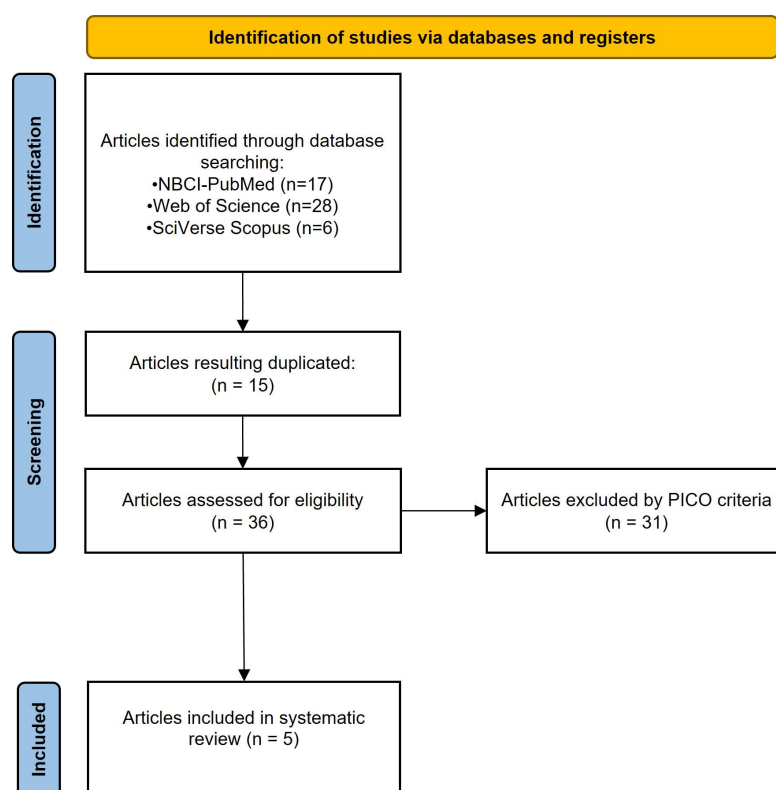 Identification of studies via databases and registers
Identification
Articles identified through database
searching:
•NBCI-PubMed (n=17)
•Web of Science (n=28)
•SciVerse Scopus (n=6)
Screening
Articles resulting duplicated:
(n = 15)
Articles assessed for eligibility
(n = 36)
Articles excluded by PICO criteria
(n = 31)
Included
Articles included in systematic
review (n = 5)